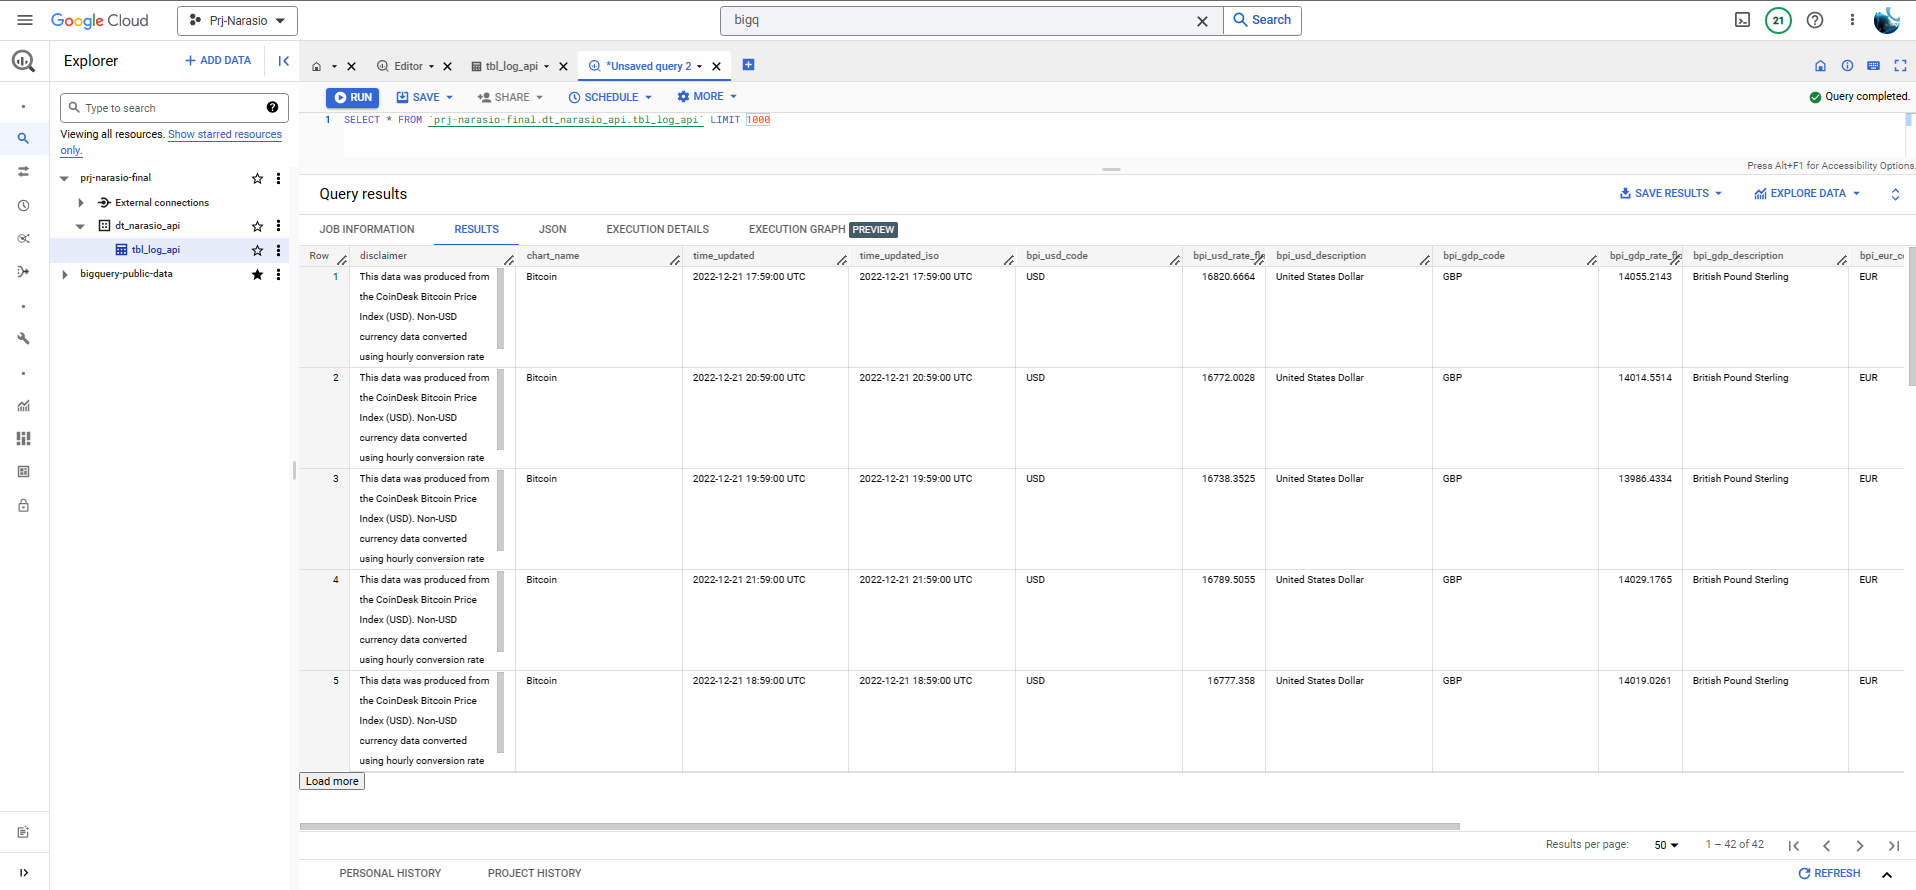 Google Cloud
Prj-Narasio
bigq
Search
21
Explorer
+ ADD DATA
Editor
tbl_log_api
*Unsaved query 2
Type to search
RUN
SAVE
SHARE
SCHEDULE
MORE
Query completed.
Viewing all resources. Show starred resources
only.
1 SELECT * FROM `prj-narasio-final.dt_narasio_api.tbl_log_api` LIMIT 1000
Press Alt+F1 for Accessibility Options.
prj-narasio-final
External connections
dt_narasio_api
tbl_log_api
bigquery-public-data
Query results
SAVE RESULTS
EXPLORE DATA
JOB INFORMATION
RESULTS
JSON
EXECUTION DETAILS
EXECUTION GRAPH PREVIEW
Row disclaimer chart_name time_updated time_updated_iso bpi_usd_code bpi_usd_rate_flo bpi_usd_description bpi_gdp_code bpi_gdp_rate_flo bpi_gdp_description bpi_eur_co
1 This data was produced from Bitcoin 2022-12-21 17:59:00 UTC 2022-12-21 17:59:00 UTC USD 16820.6664 United States Dollar GBP 14055.2143 British Pound Sterling EUR
the CoinDesk Bitcoin Price
Index (USD). Non-USD
currency data converted
using hourly conversion rate
2 This data was produced from Bitcoin 2022-12-21 20:59:00 UTC 2022-12-21 20:59:00 UTC USD 16772.0028 United States Dollar GBP 14014.5514 British Pound Sterling EUR
the CoinDesk Bitcoin Price
Index (USD). Non-USD
currency data converted
using hourly conversion rate
3 This data was produced from Bitcoin 2022-12-21 19:59:00 UTC 2022-12-21 19:59:00 UTC USD 16738.3525 United States Dollar GBP 13986.4334 British Pound Sterling EUR
the CoinDesk Bitcoin Price
Index (USD). Non-USD
currency data converted
using hourly conversion rate
4 This data was produced from Bitcoin 2022-12-21 21:59:00 UTC 2022-12-21 21:59:00 UTC USD 16789.5055 United States Dollar GBP 14029.1765 British Pound Sterling EUR
the CoinDesk Bitcoin Price
Index (USD). Non-USD
currency data converted
using hourly conversion rate
5 This data was produced from Bitcoin 2022-12-21 18:59:00 UTC 2022-12-21 18:59:00 UTC USD 16777.358 United States Dollar GBP 14019.0261 British Pound Sterling EUR
the CoinDesk Bitcoin Price
Index (USD). Non-USD
currency data converted
using hourly conversion rate
Load more
Results per page: 50 1 – 42 of 42
PERSONAL HISTORY
PROJECT HISTORY
REFRESH